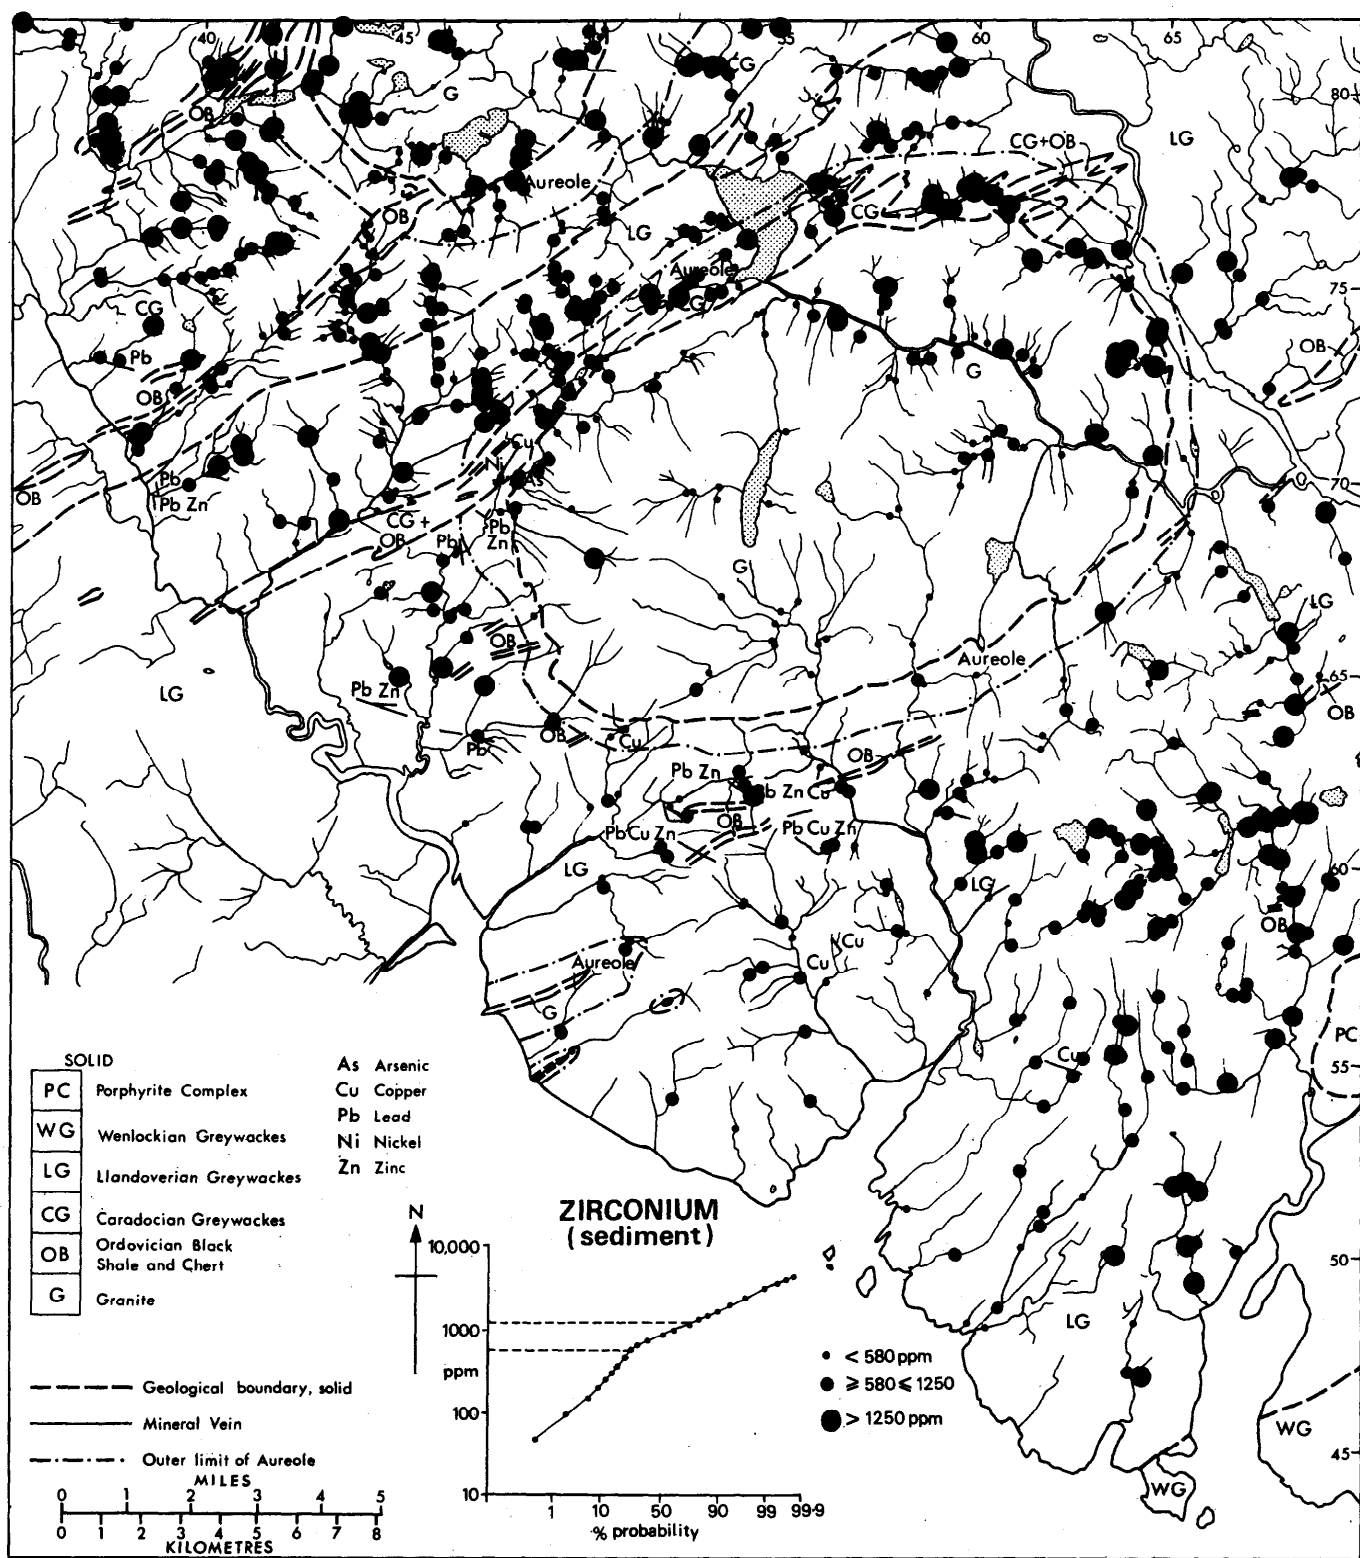 40 45 55 60 65
CG
G
80
OB
CG+OB
LG
Aureole
OB
CG
LG
Aureole
CG
75
CG
Pb
OB
G
OB
Cu
Ni
As
Pb
Pb Zn
OB
70
CG +
OB
Pb
Pb
Zn
G
LG
OB
Aureole
65
LG
Pb Zn
OB
Pb
OB
Cu
OB
Pb Zn
Pb Zn Cu
OB
Pb Cu Zn
Pb Cu Zn
LG
LG
60
OB
Cu
Aureole
Cu
G
PC
Cu
55
SOLID
PC Porphyrite Complex
WG Wenlockian Greywackes
LG Llandoverian Greywackes
CG Caradocian Greywackes
OB Ordovician Black
Shale and Chert
G Granite
As Arsenic
Cu Copper
Pb Lead
Ni Nickel
Zn Zinc
N
ZIRCONIUM
(sediment)
10,000
1000
ppm
100
10
1 10 50 90 99 99·9
% probability
50
LG
< 580 ppm
⩾ 580 ⩽ 1250
> 1250 ppm
WG
45
WG
Geological boundary, solid
Mineral Vein
Outer limit of Aureole
MILES
0 1 2 3 4 5
0 1 2 3 4 5 6 7 8
KILOMETRES